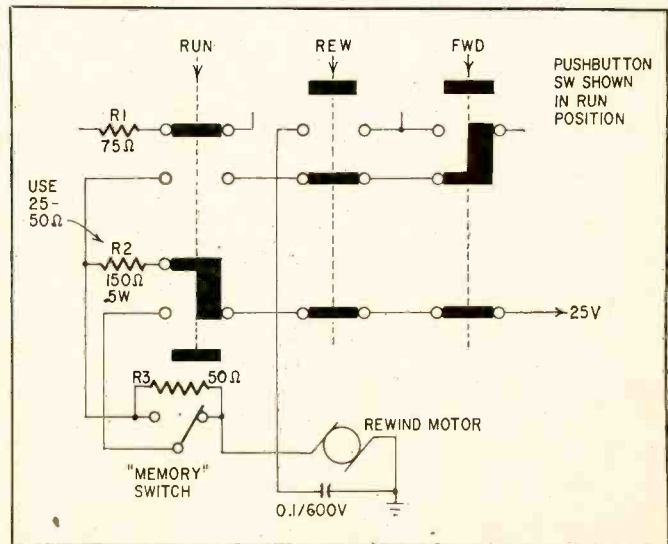 RUN
REW
FWD
PUSHBUTTON
SW SHOWN
IN RUN
POSITION
R1
75Ω
USE
25-
50Ω
R2
150Ω
.5W
25V
R3
50Ω
REWIND MOTOR
"MEMORY"
SWITCH
0.1/600V